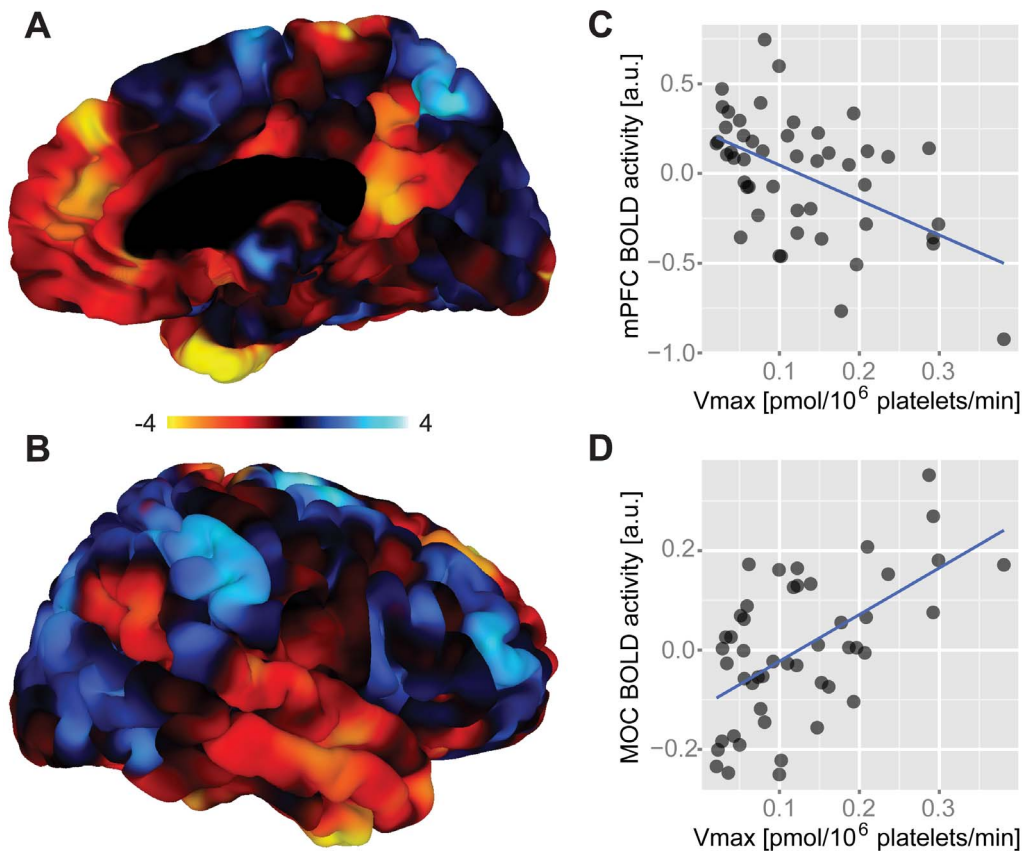 A
C
mPFC BOLD activity [a.u.]
0.5
0.0
−0.5
−1.0
0.1 0.2 0.3
Vmax [pmol/10⁶ platelets/min]
-4 4
B
D
MOC BOLD activity [a.u.]
0.2
0.0
−0.2
0.1 0.2 0.3
Vmax [pmol/10⁶ platelets/min]